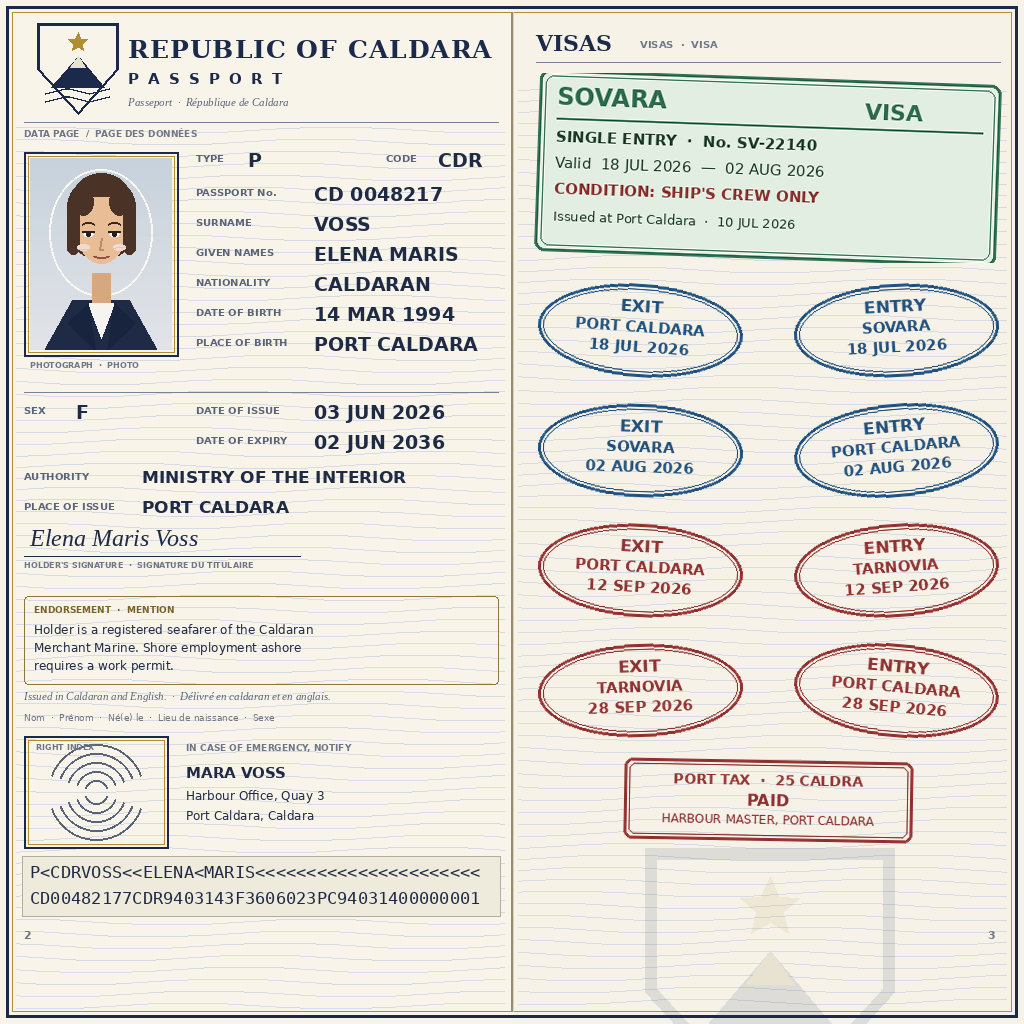 REPUBLIC OF CALDARA
PASSPORT
Passeport · République de Caldara
DATA PAGE / PAGE DES DONNÉES
TYPE P CODE CDR
PASSPORT No. CD 0048217
SURNAME VOSS
GIVEN NAMES ELENA MARIS
NATIONALITY CALDARAN
DATE OF BIRTH 14 MAR 1994
PLACE OF BIRTH PORT CALDARA
PHOTOGRAPH · PHOTO
SEX F DATE OF ISSUE 03 JUN 2026
DATE OF EXPIRY 02 JUN 2036
AUTHORITY MINISTRY OF THE INTERIOR
PLACE OF ISSUE PORT CALDARA
Elena Maris Voss
HOLDER'S SIGNATURE · SIGNATURE DU TITULAIRE
ENDORSEMENT · MENTION
Holder is a registered seafarer of the Caldaran
Merchant Marine. Shore employment ashore
requires a work permit.
Issued in Caldaran and English. · Délivré en caldaran et en anglais.
Nom · Prénom · Né(e) le · Lieu de naissance · Sexe
RIGHT INDEX
IN CASE OF EMERGENCY, NOTIFY
MARA VOSS
Harbour Office, Quay 3
Port Caldara, Caldara
P<CDRVOSS<<ELENA<MARIS<<<<<<<<<<<<<<<<<<<<<<
CD00482177CDR9403143F3606023PC94031400000001
2
VISAS VISAS · VISA
SOVARA VISA
SINGLE ENTRY · No. SV-22140
Valid 18 JUL 2026 — 02 AUG 2026
CONDITION: SHIP'S CREW ONLY
Issued at Port Caldara · 10 JUL 2026
EXIT
PORT CALDARA
18 JUL 2026
ENTRY
SOVARA
18 JUL 2026
EXIT
SOVARA
02 AUG 2026
ENTRY
PORT CALDARA
02 AUG 2026
EXIT
PORT CALDARA
12 SEP 2026
ENTRY
TARNOVIA
12 SEP 2026
EXIT
TARNOVIA
28 SEP 2026
ENTRY
PORT CALDARA
28 SEP 2026
PORT TAX · 25 CALDRA
PAID
HARBOUR MASTER, PORT CALDARA
3